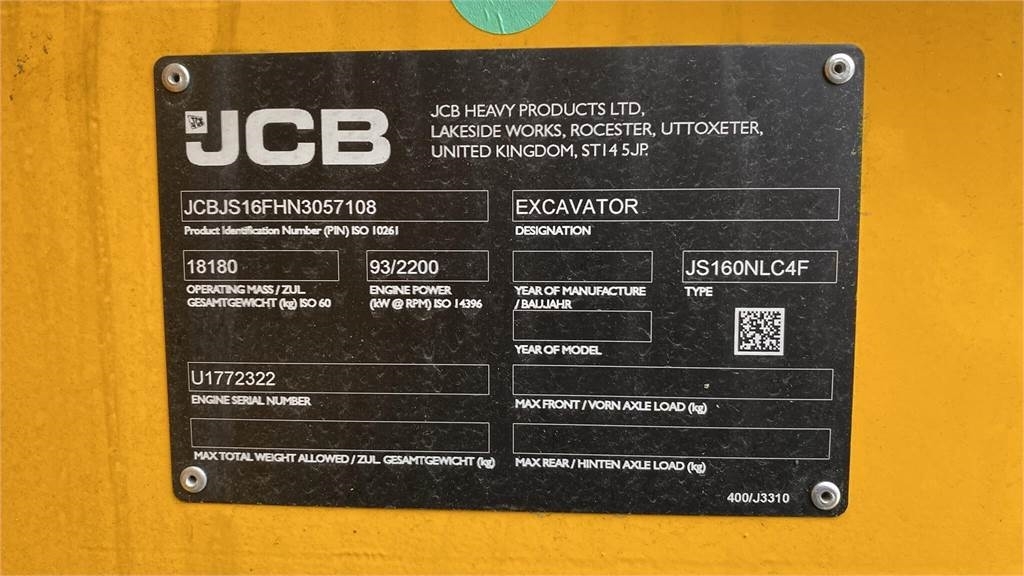 JCB
JCB HEAVY PRODUCTS LTD,
LAKESIDE WORKS, ROCESTER, UTTOXETER,
UNITED KINGDOM, ST14 5JP.
JCBJS16FHN3057108
Product Identification Number (PIN) ISO 10261
EXCAVATOR
DESIGNATION
18180
OPERATING MASS / ZUL.
GESAMTGEWICHT (kg) ISO 60
93/2200
ENGINE POWER
(kW @ RPM) ISO 14396
YEAR OF MANUFACTURE
/ BAUJAHR
JS160NLC4F
TYPE
YEAR OF MODEL
U1772322
ENGINE SERIAL NUMBER
MAX FRONT / VORN AXLE LOAD (kg)
MAX TOTAL WEIGHT ALLOWED / ZUL. GESAMTGEWICHT (kg)
MAX REAR / HINTEN AXLE LOAD (kg)
400/J3310